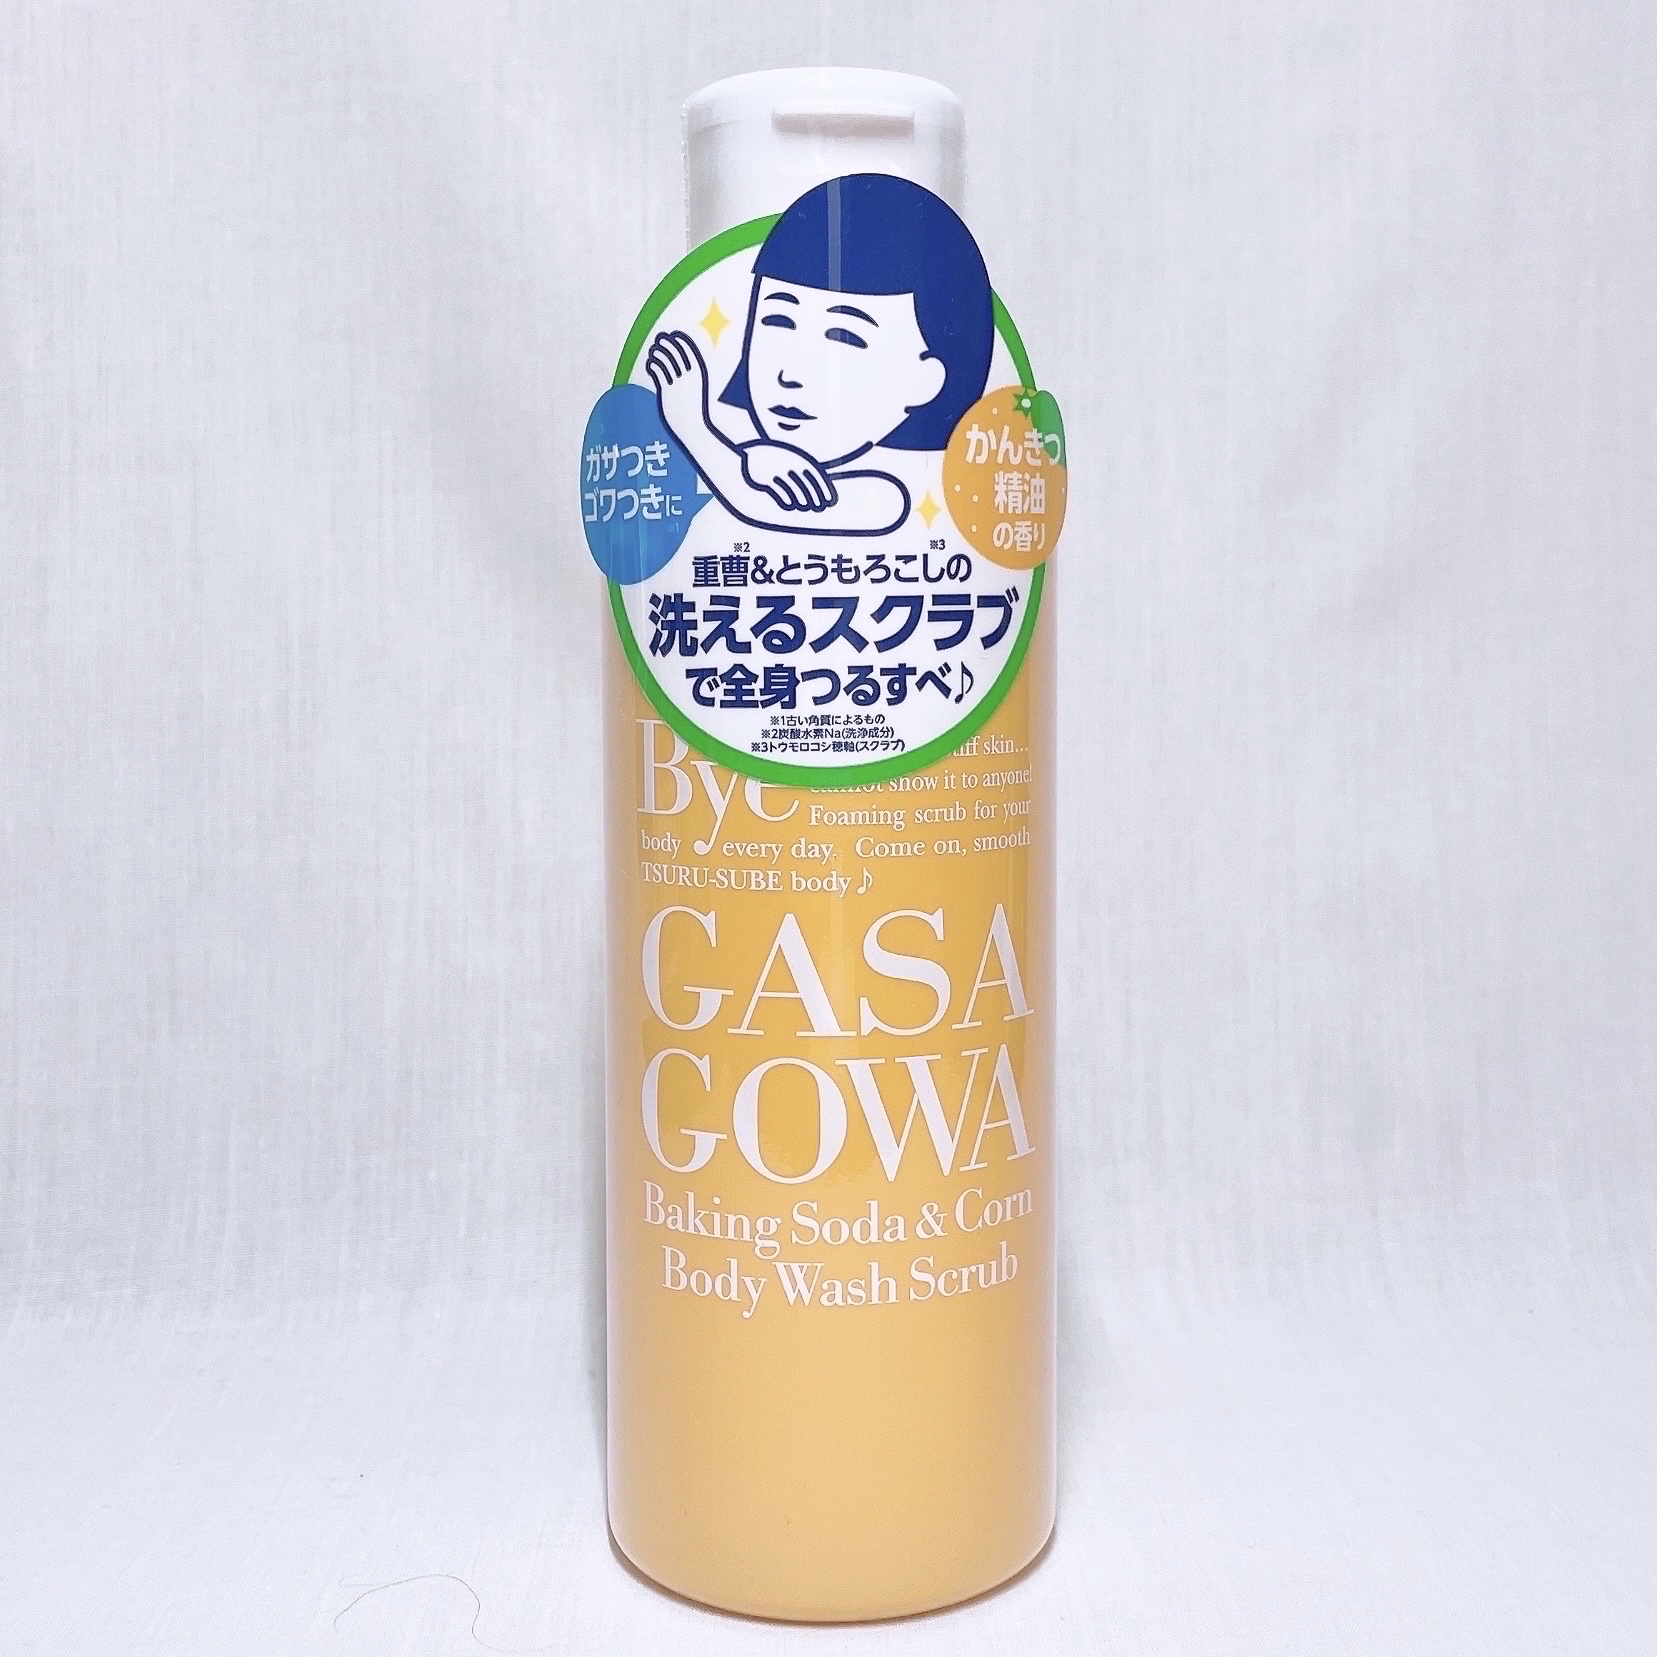 ガサつき
ゴワつきに
※1
かんきつ
精油
の香り
※2 ※3
重曹&とうもろこしの
洗えるスクラブ
で全身つるすべ♪
※1古い角質によるもの
※2炭酸水素Na(洗浄成分)
※3トウモロコシ穂軸(スクラブ)
Bye
skin...
show it to anyone!
Foaming scrub for your
body every day. Come on, smooth
TSURU-SUBE body♪
GASA
GOWA
Baking Soda & Corn
Body Wash Scrub